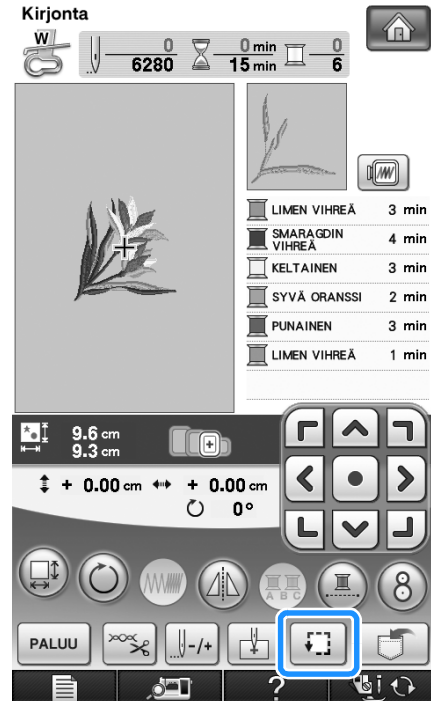 Kirjonta
W
0 0 min 0
6280 15 min 6
LIMEN VIHREÄ 3 min
SMARAGDIN
VIHREÄ 4 min
KELTAINEN 3 min
SYVÄ ORANSSI 2 min
PUNAINEN 3 min
LIMEN VIHREÄ 1 min
9.6 cm
9.3 cm
+ 0.00 cm + 0.00 cm
0°
A B C
8
PALUU
-/+
?